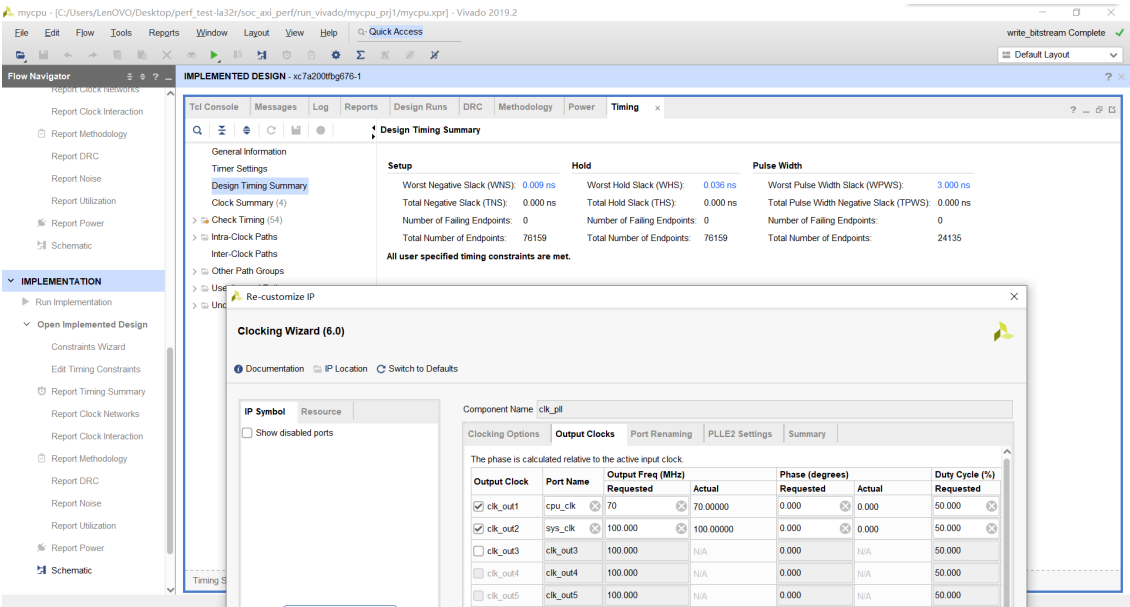 mycpu - [C:/Users/LenOVO/Desktop/perf_test-la32r/soc_axi_perf/run_vivado/mycpu_prj1/mycpu.xpr] - Vivado 2019.2
File Edit Flow Tools Reports Window Layout View Help Quick Access
write_bitstream Complete
Default Layout
Flow Navigator
IMPLEMENTED DESIGN - xc7a200tfbg676-1
Report Clock Networks
Report Clock Interaction
Report Methodology
Report DRC
Report Noise
Report Utilization
Report Power
Schematic
IMPLEMENTATION
Run Implementation
Open Implemented Design
Constraints Wizard
Edit Timing Constraints
Report Timing Summary
Report Clock Networks
Report Clock Interaction
Report Methodology
Report DRC
Report Noise
Report Utilization
Report Power
Schematic
Tcl Console Messages Log Reports Design Runs DRC Methodology Power Timing
Design Timing Summary
General Information
Timer Settings
Design Timing Summary
Clock Summary (4)
Check Timing (54)
Intra-Clock Paths
Inter-Clock Paths
Other Path Groups
Use
Unc
Timing S
Setup Hold Pulse Width
Worst Negative Slack (WNS): 0.009 ns Worst Hold Slack (WHS): 0.036 ns Worst Pulse Width Slack (WPWS): 3.000 ns
Total Negative Slack (TNS): 0.000 ns Total Hold Slack (THS): 0.000 ns Total Pulse Width Negative Slack (TPWS): 0.000 ns
Number of Failing Endpoints: 0 Number of Failing Endpoints: 0 Number of Failing Endpoints: 0
Total Number of Endpoints: 76159 Total Number of Endpoints: 76159 Total Number of Endpoints: 24135
All user specified timing constraints are met.
Re-customize IP
Clocking Wizard (6.0)
Documentation IP Location Switch to Defaults
IP Symbol Resource
Show disabled ports
Component Name clk_pll
Clocking Options Output Clocks Port Renaming PLLE2 Settings Summary
The phase is calculated relative to the active input clock.
Output Clock Port Name Output Freq (MHz) Phase (degrees) Duty Cycle (%)
Requested Actual Requested Actual Requested
clk_out1 cpu_clk 70 70.00000 0.000 0.000 50.000
clk_out2 sys_clk 100.000 100.00000 0.000 0.000 50.000
clk_out3 clk_out3 100.000 N/A 0.000 N/A 50.000
clk_out4 clk_out4 100.000 N/A 0.000 N/A 50.000
clk_out5 clk_out5 100.000 N/A 0.000 N/A 50.000